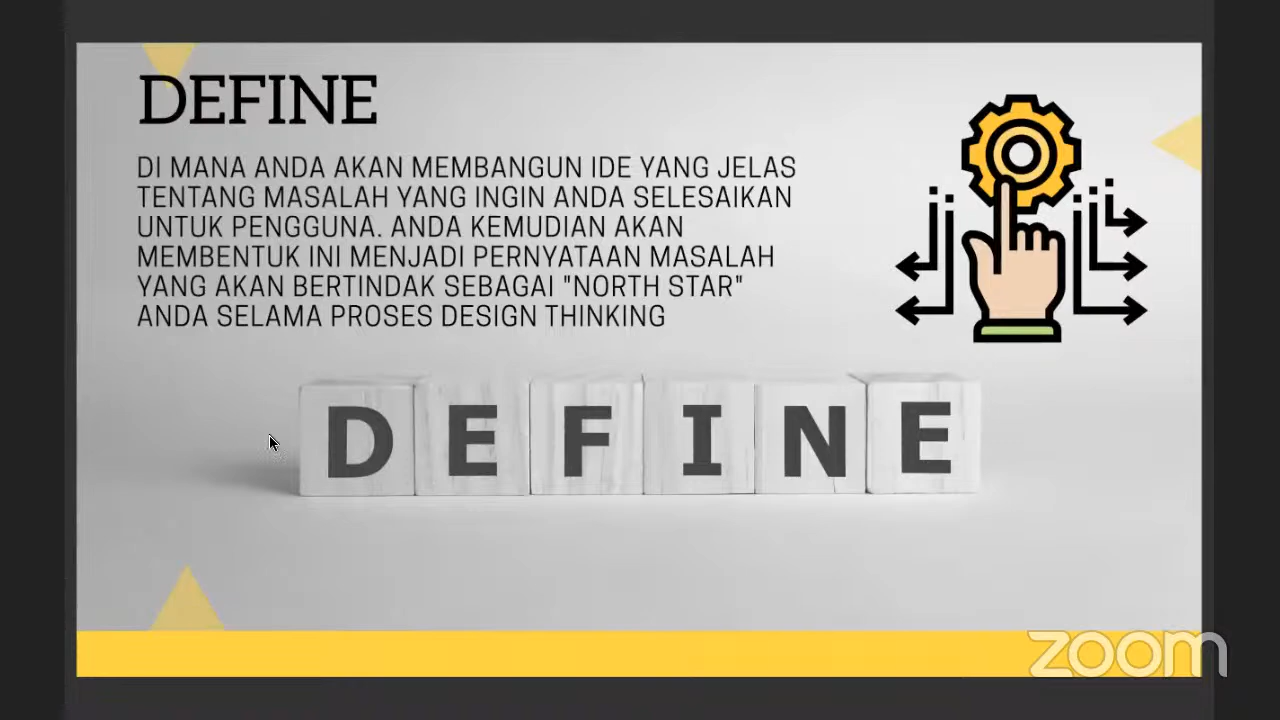 DEFINE
DI MANA ANDA AKAN MEMBANGUN IDE YANG JELAS
TENTANG MASALAH YANG INGIN ANDA SELESAIKAN
UNTUK PENGGUNA. ANDA KEMUDIAN AKAN
MEMBENTUK INI MENJADI PERNYATAAN MASALAH
YANG AKAN BERTINDAK SEBAGAI "NORTH STAR"
ANDA SELAMA PROSES DESIGN THINKING
DEFINE
zoom